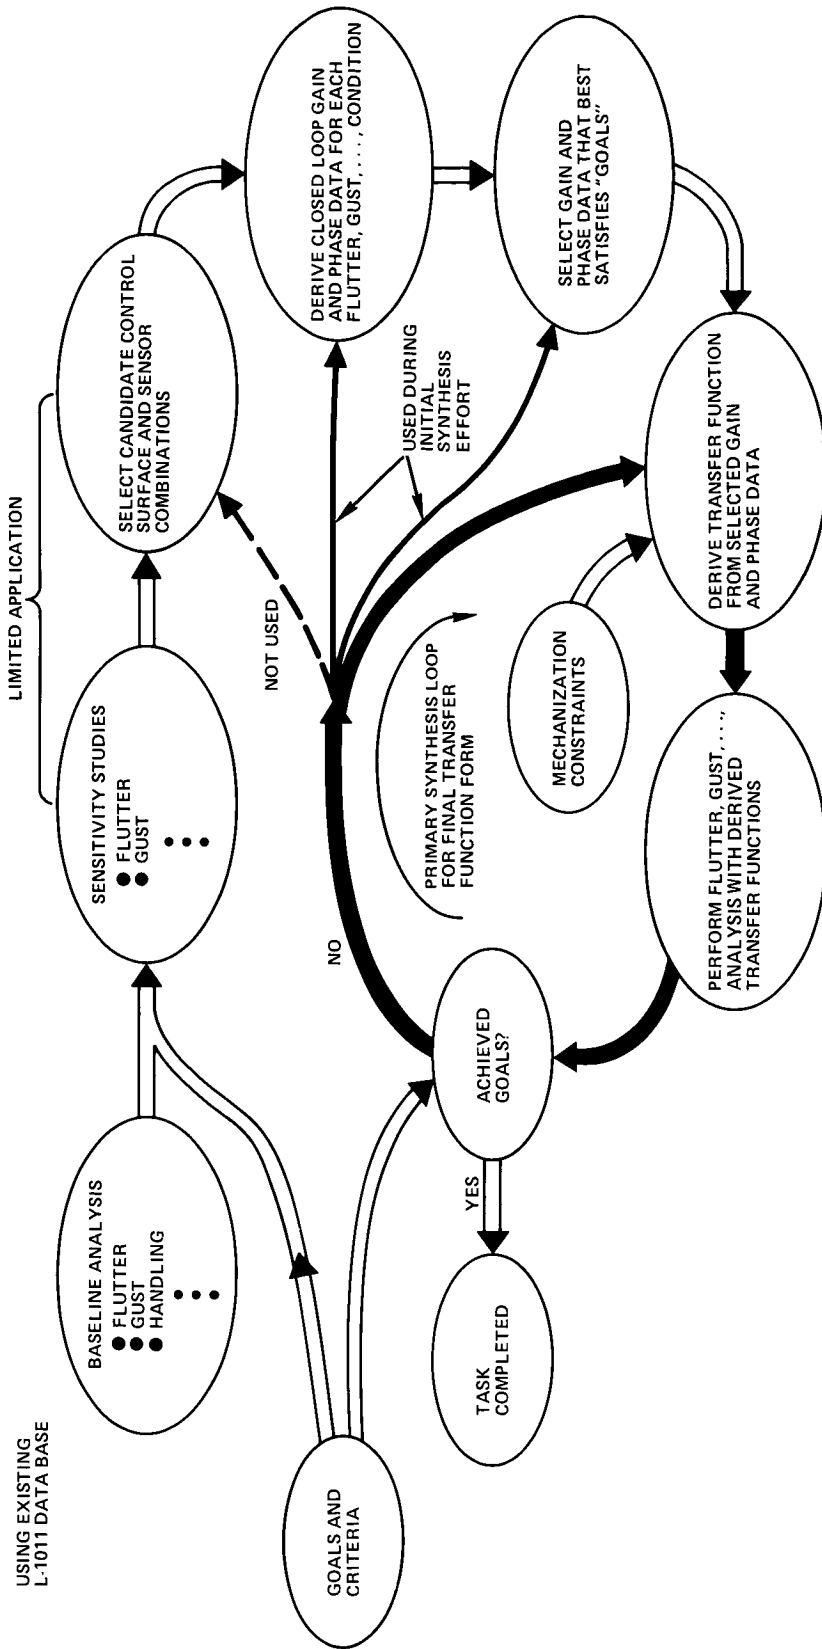 USING EXISTING
L-1011 DATA BASE
BASELINE ANALYSIS
FLUTTER
GUST
HANDLING
LIMITED APPLICATION
SENSITIVITY STUDIES
FLUTTER
GUST
SELECT CANDIDATE CONTROL
SURFACE AND SENSOR
COMBINATIONS
DERIVE CLOSED LOOP GAIN
AND PHASE DATA FOR EACH
FLUTTER, GUST, . . . , CONDITION
NOT USED
USED DURING
INITIAL
SYNTHESIS
EFFORT
GOALS AND
CRITERIA
NO
PRIMARY SYNTHESIS LOOP
FOR FINAL TRANSFER
FUNCTION FORM
SELECT GAIN AND
PHASE DATA THAT BEST
SATISFIES "GOALS"
ACHIEVED
GOALS?
YES
TASK
COMPLETED
MECHANIZATION
CONSTRAINTS
DERIVE TRANSFER FUNCTION
FROM SELECTED GAIN
AND PHASE DATA
PERFORM FLUTTER, GUST, . . . ,
ANALYSIS WITH DERIVED
TRANSFER FUNCTIONS